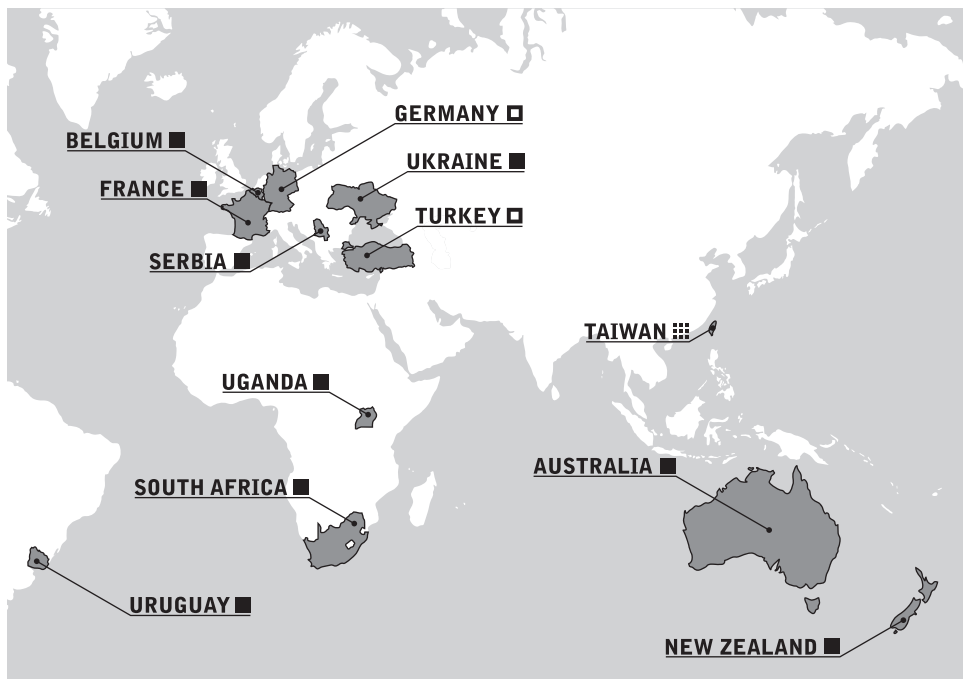 GERMANY
BELGIUM
UKRAINE
FRANCE
TURKEY
SERBIA
TAIWAN
UGANDA
AUSTRALIA
SOUTH AFRICA
URUGUAY
NEW ZEALAND